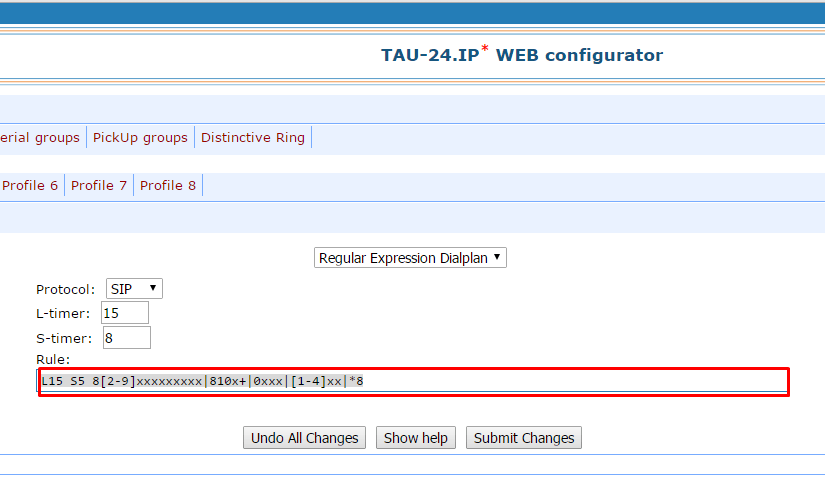 TAU-24.IP* WEB configurator
erial groups PickUp groups Distinctive Ring
Profile 6 Profile 7 Profile 8
Regular Expression Dialplan
Protocol: SIP
L-timer: 15
S-timer: 8
Rule:
L15 S5 8[2-9]xxxxxxxxx|810x+|0xxx|[1-4]xx|*8
Undo All Changes Show help Submit Changes